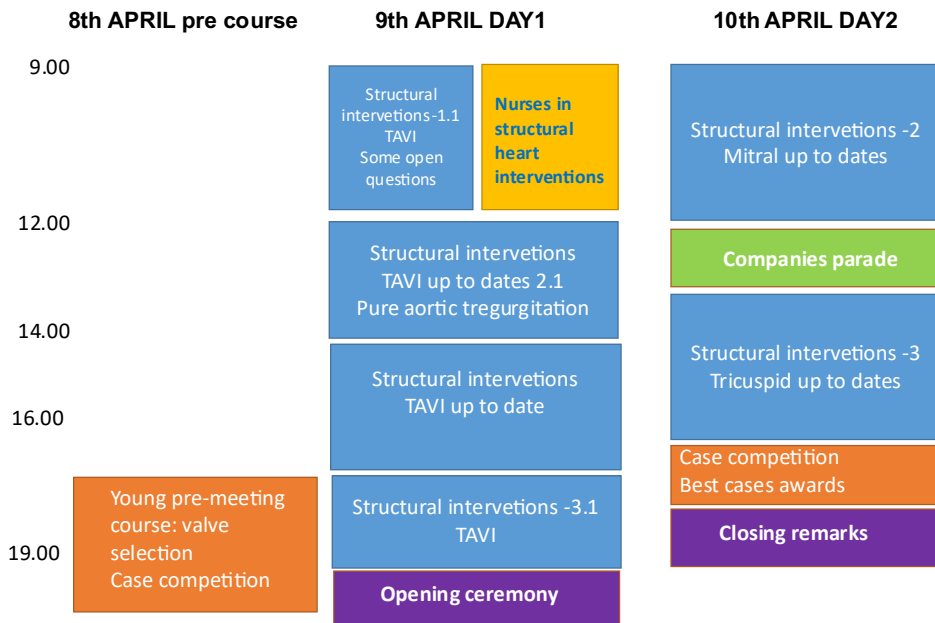 8th APRIL pre course
9th APRIL DAY1
10th APRIL DAY2
9.00
12.00
14.00
16.00
19.00
Young pre-meeting
course: valve
selection
Case competition
Structural
intervetions -1.1
TAVI
Some open
questions
Nurses in
structural
heart
interventions
Structural intervetions
TAVI up to dates 2.1
Pure aortic tregurgitation
Structural interventions
TAVI up to date
Structural interventions -3.1
TAVI
Opening ceremony
Structural interventions -2
Mitral up to dates
Companies parade
Structural interventions -3
Tricuspid up to dates
Case competition
Best cases awards
Closing remarks